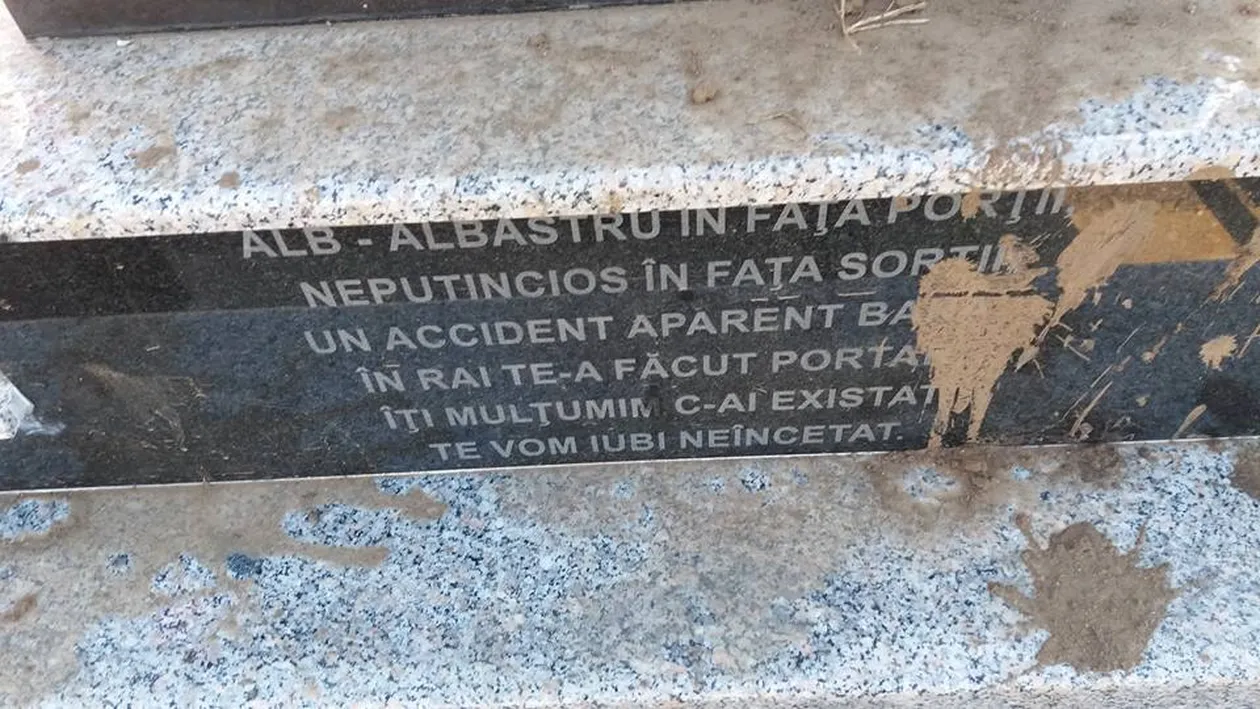 ALB - ALBASTRU ÎN FAŢA PORŢII
NEPUTINCIOS ÎN FAŢA SORŢII
UN ACCIDENT APARENT
ÎN RAI TE-A FĂCUT
ÎŢI MULŢUMIM C-AI EXISTAT
TE VOM IUBI NEÎNCETAT.